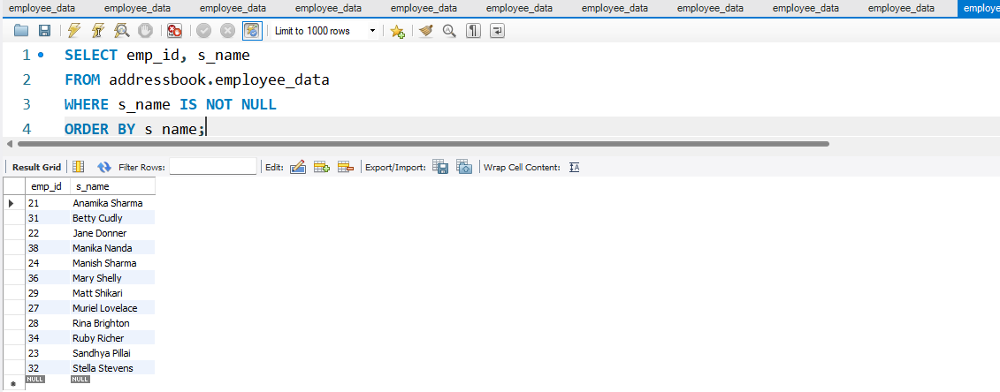 employee_data employee_data employee_data employee_data employee_data employee_data employee_data employee_data employee_data employee_data employe
Limit to 1000 rows
1 SELECT emp_id, s_name
2 FROM addressbook.employee_data
3 WHERE s_name IS NOT NULL
4 ORDER BY s name;
Result Grid Filter Rows: Edit: Export/Import: Wrap Cell Content: IA
emp_id s_name
21 Anamika Sharma
31 Betty Cudly
22 Jane Donner
38 Manika Nanda
24 Manish Sharma
36 Mary Shelly
29 Matt Shikari
27 Muriel Lovelace
28 Rina Brighton
34 Ruby Richer
23 Sandhya Pillai
32 Stella Stevens
NULL NULL